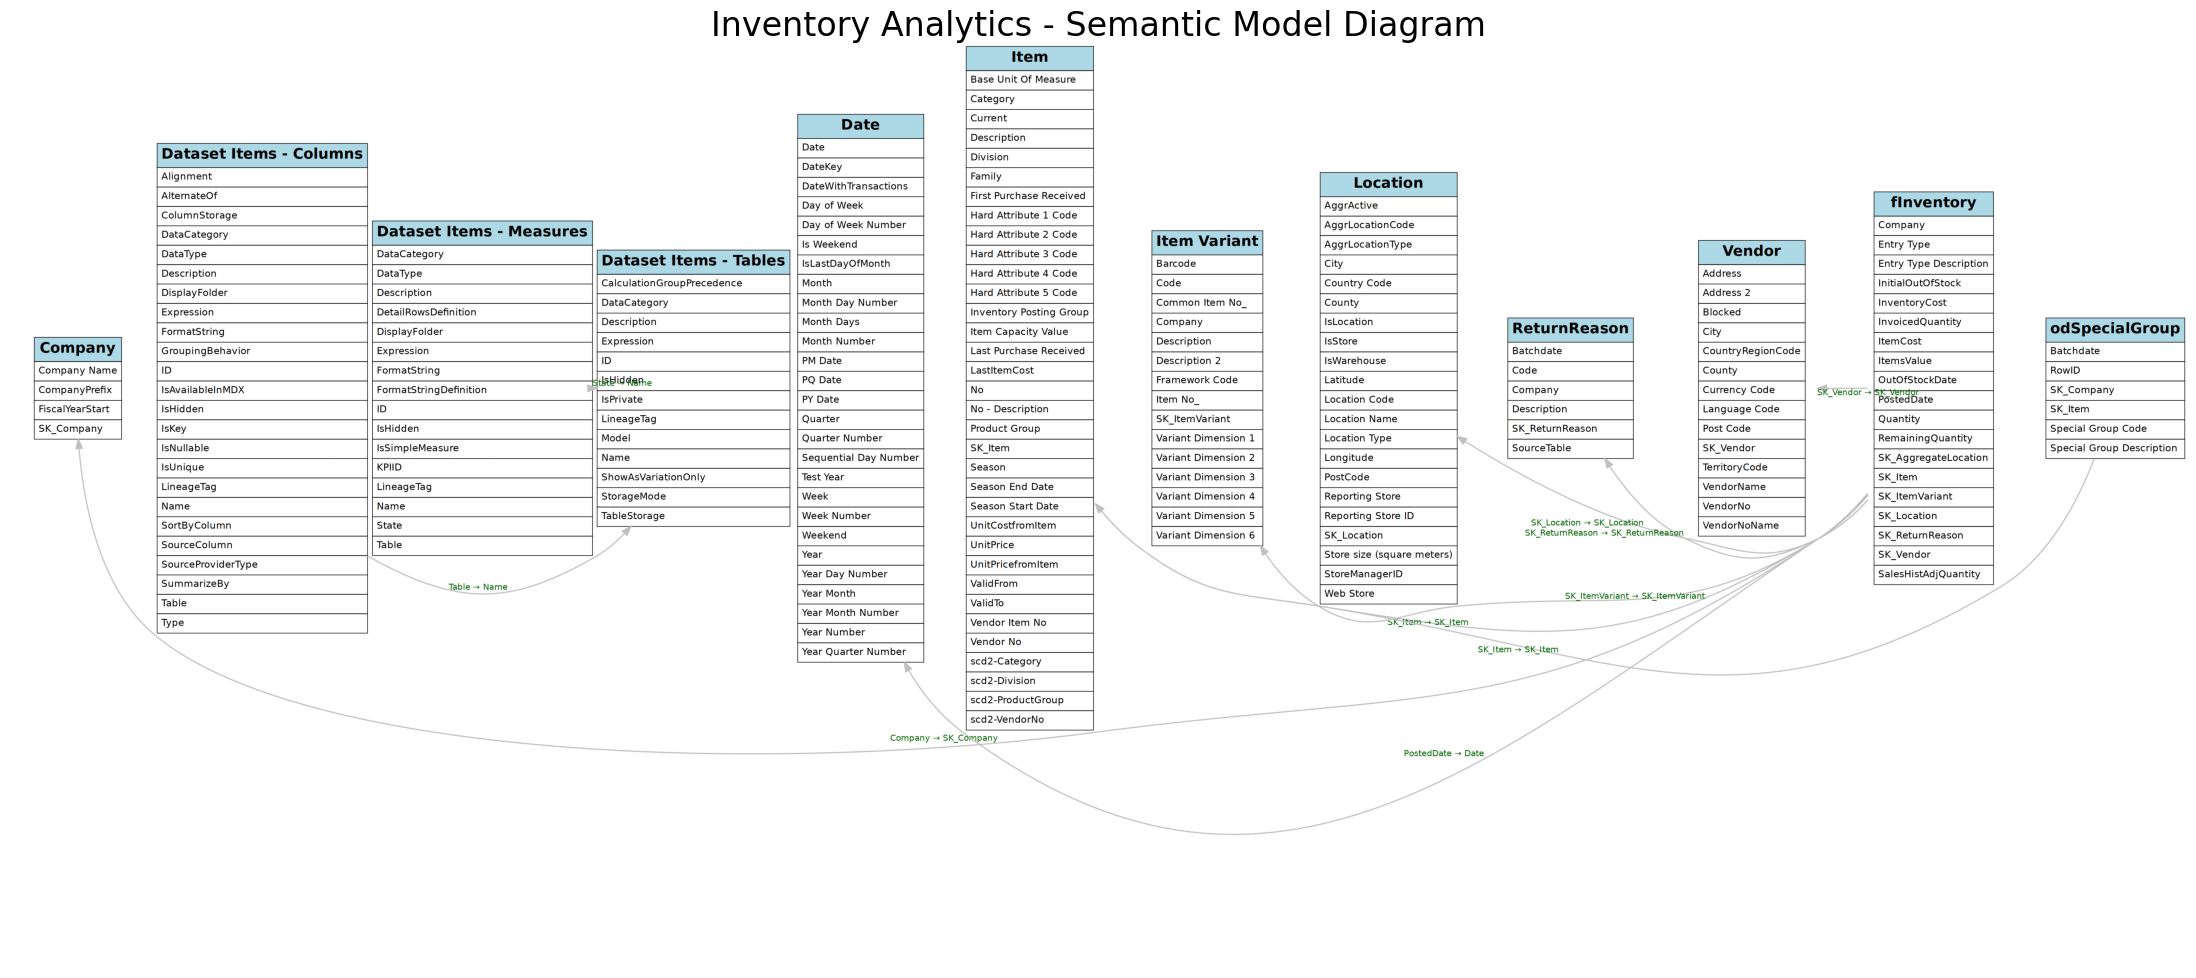 Inventory Analytics - Semantic Model Diagram
Company
Company Name
CompanyPrefix
FiscalYearStart
SK_Company
Dataset Items - Columns
Alignment
AlternateOf
ColumnStorage
DataCategory
DataType
Description
DisplayFolder
Expression
FormatString
GroupingBehavior
ID
IsAvailableInMDX
IsHidden
IsKey
IsNullable
IsUnique
LineageTag
Name
SortByColumn
SourceColumn
SourceProviderType
SummarizeBy
Table
Type
Dataset Items - Measures
DataCategory
DataType
Description
DetailRowsDefinition
DisplayFolder
Expression
FormatString
FormatStringDefinition
ID
IsHidden
IsSimpleMeasure
KPIID
LineageTag
Name
State
Table
Dataset Items - Tables
CalculationGroupPrecedence
DataCategory
Description
Expression
ID
IsHidden
IsPrivate
LineageTag
Model
Name
ShowAsVariationOnly
StorageMode
TableStorage
State → Name
Table → Name
Date
Date
DateKey
DateWithTransactions
Day of Week
Day of Week Number
Is Weekend
IsLastDayOfMonth
Month
Month Day Number
Month Days
Month Number
PM Date
PQ Date
PY Date
Quarter
Quarter Number
Sequential Day Number
Test Year
Week
Week Number
Weekend
Year
Year Day Number
Year Month
Year Month Number
Year Number
Year Quarter Number
Item
Base Unit Of Measure
Category
Current
Description
Division
Family
First Purchase Received
Hard Attribute 1 Code
Hard Attribute 2 Code
Hard Attribute 3 Code
Hard Attribute 4 Code
Hard Attribute 5 Code
Inventory Posting Group
Item Capacity Value
Last Purchase Received
LastItemCost
No
No - Description
Product Group
SK_Item
Season
Season End Date
Season Start Date
UnitCostfromItem
UnitPrice
UnitPricefromItem
ValidFrom
ValidTo
Vendor Item No
Vendor No
scd2-Category
scd2-Division
scd2-ProductGroup
scd2-VendorNo
Item Variant
Barcode
Code
Common Item No_
Company
Description
Description 2
Framework Code
Item No_
SK_ItemVariant
Variant Dimension 1
Variant Dimension 2
Variant Dimension 3
Variant Dimension 4
Variant Dimension 5
Variant Dimension 6
Location
AggrActive
AggrLocationCode
AggrLocationType
City
Country Code
County
IsLocation
IsStore
IsWarehouse
Latitude
Location Code
Location Name
Location Type
Longitude
PostCode
Reporting Store
Reporting Store ID
SK_Location
Store size (square meters)
StoreManagerID
Web Store
ReturnReason
Batchdate
Code
Company
Description
SK_ReturnReason
SourceTable
Vendor
Address
Address 2
Blocked
City
CountryRegionCode
County
Currency Code
Language Code
Post Code
SK_Vendor
TerritoryCode
VendorName
VendorNo
VendorNoName
fInventory
Company
Entry Type
Entry Type Description
InitialOutOfStock
InventoryCost
InvoicedQuantity
ItemCost
ItemsValue
OutOfStockDate
PostedDate
Quantity
RemainingQuantity
SK_AggregateLocation
SK_Item
SK_ItemVariant
SK_Location
SK_ReturnReason
SK_Vendor
SalesHistAdjQuantity
odSpecialGroup
Batchdate
RowID
SK_Company
SK_Item
Special Group Code
Special Group Description
SK_Vendor → SK_Vendor
SK_Location → SK_Location
SK_ReturnReason → SK_ReturnReason
SK_ItemVariant → SK_ItemVariant
SK_Item → SK_Item
SK_Item → SK_Item
Company → SK_Company
PostedDate → Date